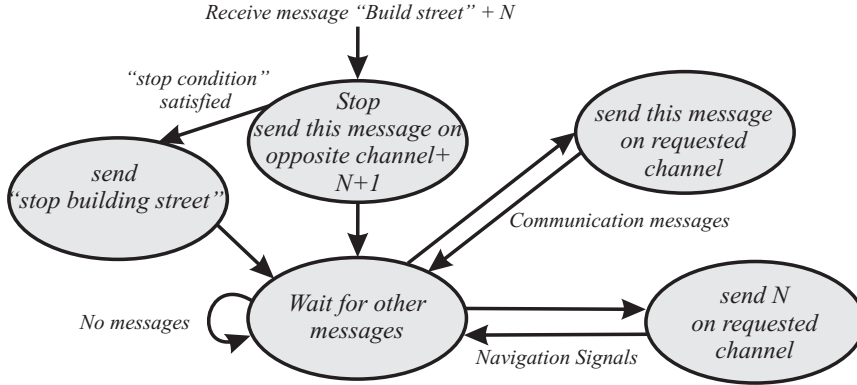 Receive message “Build street” + N
“stop condition”
satisfied
Stop
send this message on
opposite channel+
N+1
send this message
on requested
channel
send
“stop building street”
Communication messages
Wait for other
messages
No messages
send N
on requested
channel
Navigation Signals